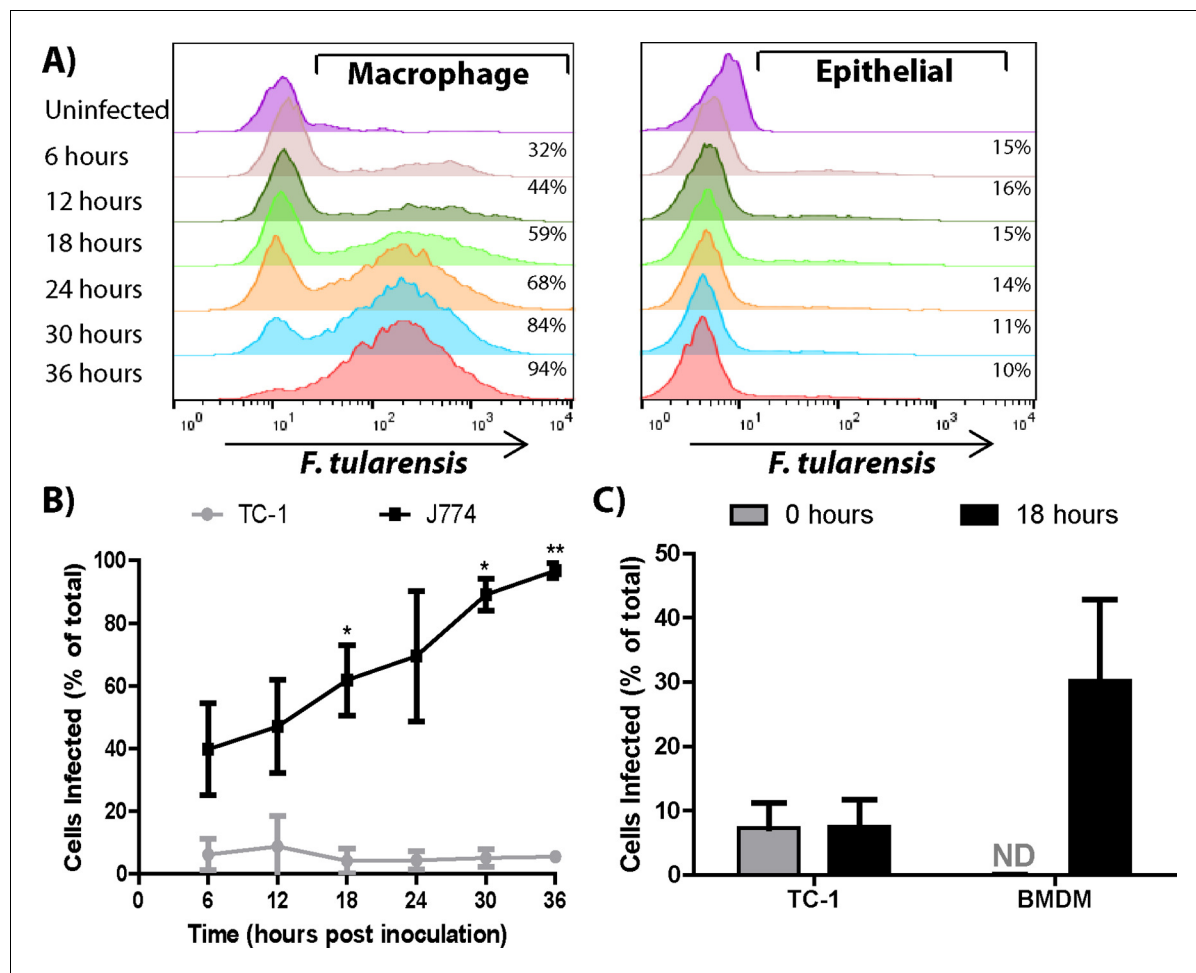 A)
Macrophage
Epithelial
Uninfected
6 hours
32%
15%
12 hours
44%
16%
18 hours
59%
15%
24 hours
68%
14%
30 hours
84%
11%
36 hours
94%
10%
10^0 10^1 10^2 10^3 10^4
10^0 10^1 10^2 10^3 10^4
F. tularensis
F. tularensis
B)
TC-1 J774
Cells Infected (% of total)
100
80
60
40
20
0
* * **
0 6 12 18 24 30 36
Time (hours post inoculation)
C)
0 hours 18 hours
Cells Infected (% of total)
50
40
30
20
10
0
ND
TC-1 BMDM